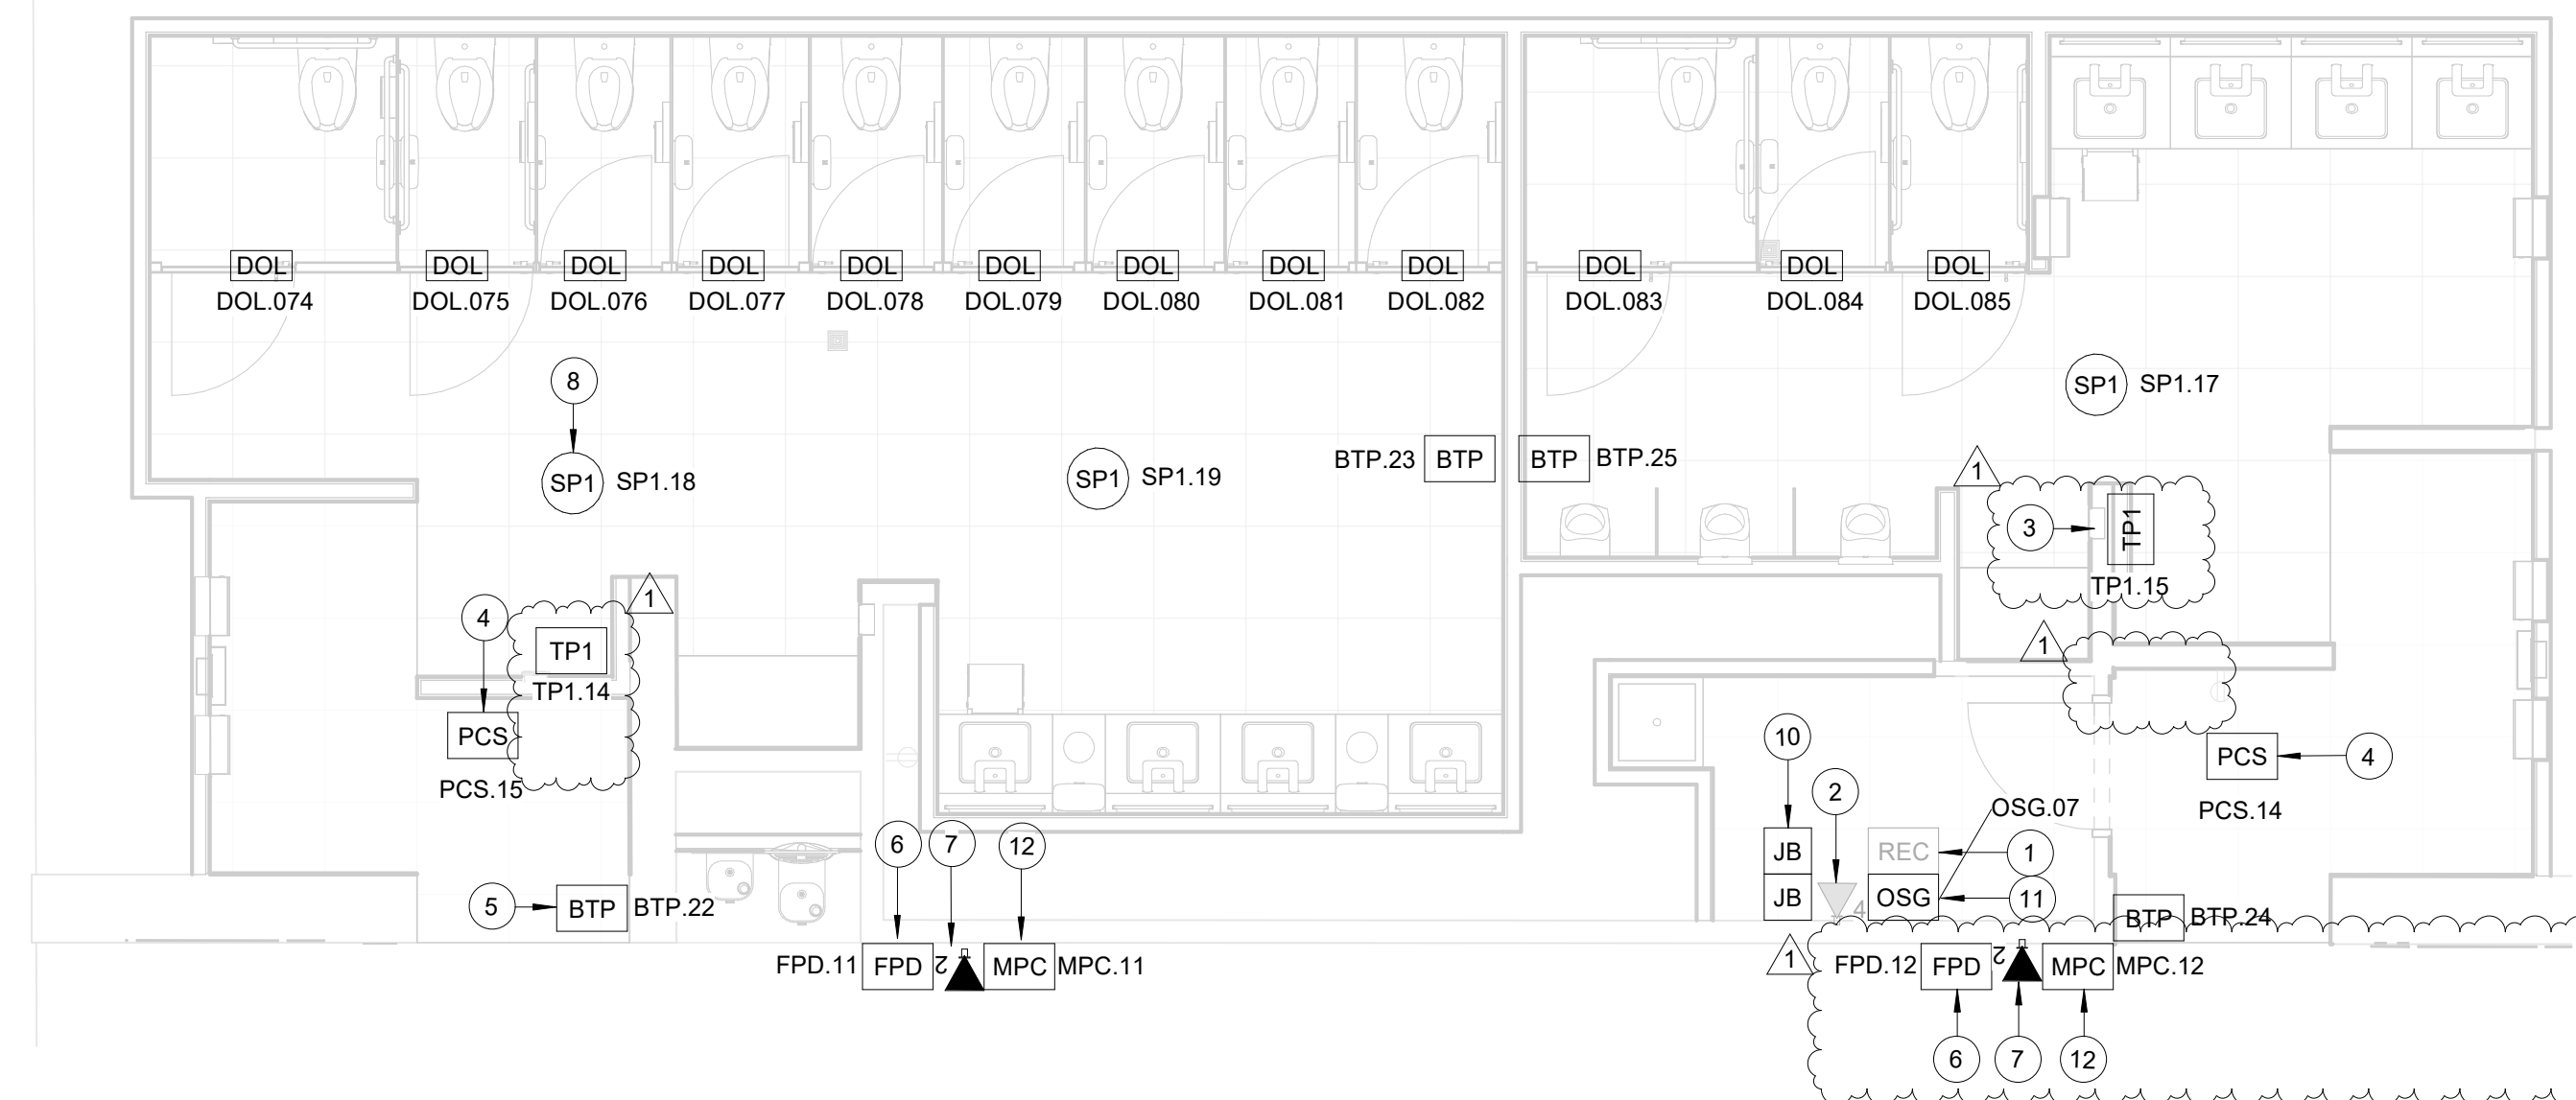 DOL DOL DOL DOL DOL DOL DOL DOL DOL DOL DOL DOL
DOL.074 DOL.075 DOL.076 DOL.077 DOL.078 DOL.079 DOL.080 DOL.081 DOL.082 DOL.083 DOL.084 DOL.085
8
SP1 SP1.17
SP1 SP1.18
SP1 SP1.19
BTP.23 BTP
BTP BTP.25
1
3
TP1
TP1.15
1
4
TP1
TP1.14
PCS
PCS.15
1
PCS 4
PCS.14
10
2
OSG.07
JB
REC 1
JB
4
OSG 11
6 7 12
5 BTP BTP.22
BTP BTP.24
FPD.11 FPD 2 MPC MPC.11
1
FPD.12 FPD 2 MPC MPC.12
6 7 12